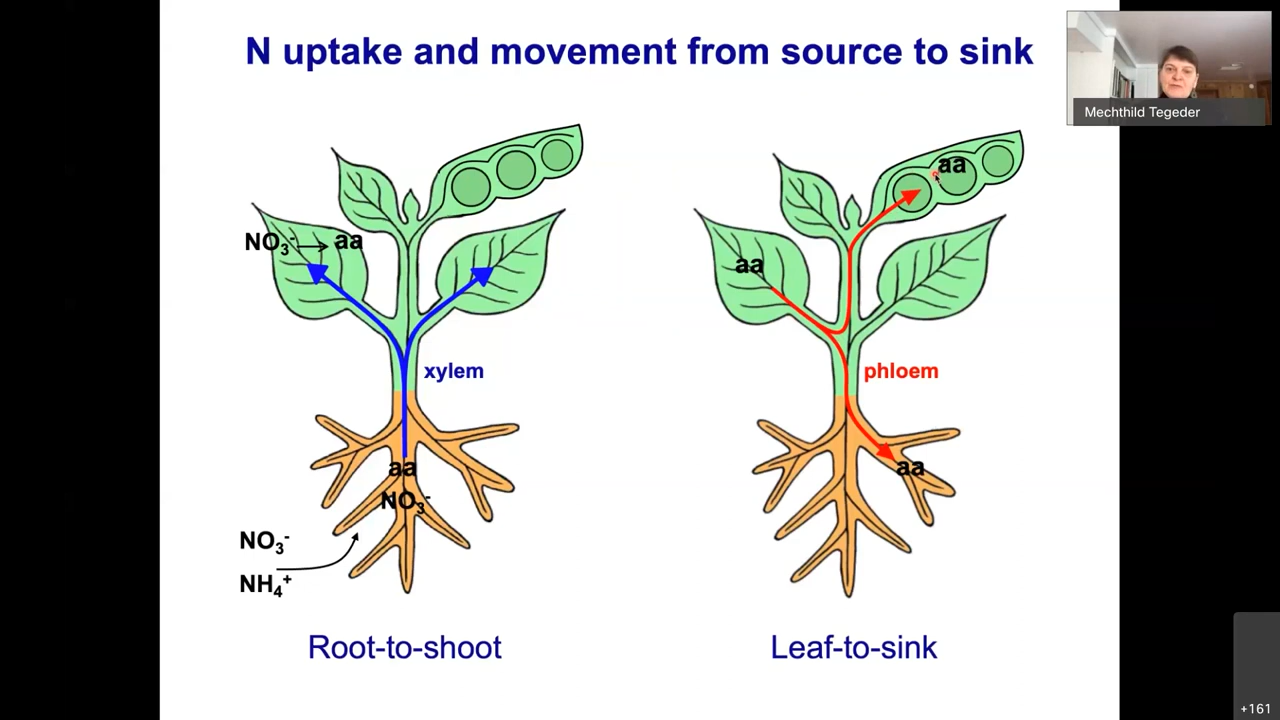 N uptake and movement from source to sink
Mechthild Tegeder
NO₃⁻ → aa
xylem
aa
NO₃⁻
NO₃⁻
NH₄⁺
Root-to-shoot
aa
aa
phloem
aa
Leaf-to-sink
+161